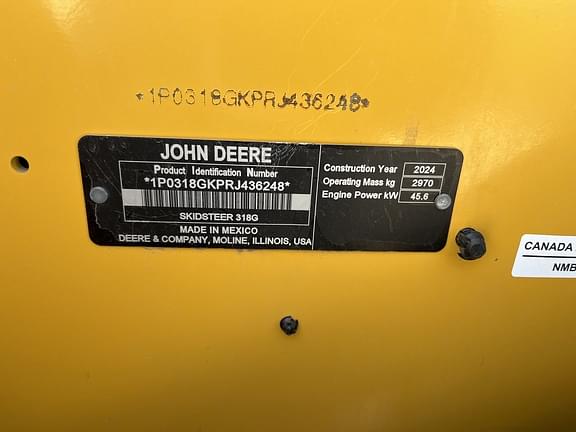 *1P0318GKPRJ436248*
JOHN DEERE
Product Identification Number
*1P0318GKPRJ436248*
SKIDSTEER 318G
MADE IN MEXICO
DEERE & COMPANY, MOLINE, ILLINOIS, USA
Construction Year 2024
Operating Mass kg 2970
Engine Power kW 45.6
CANADA
NMB